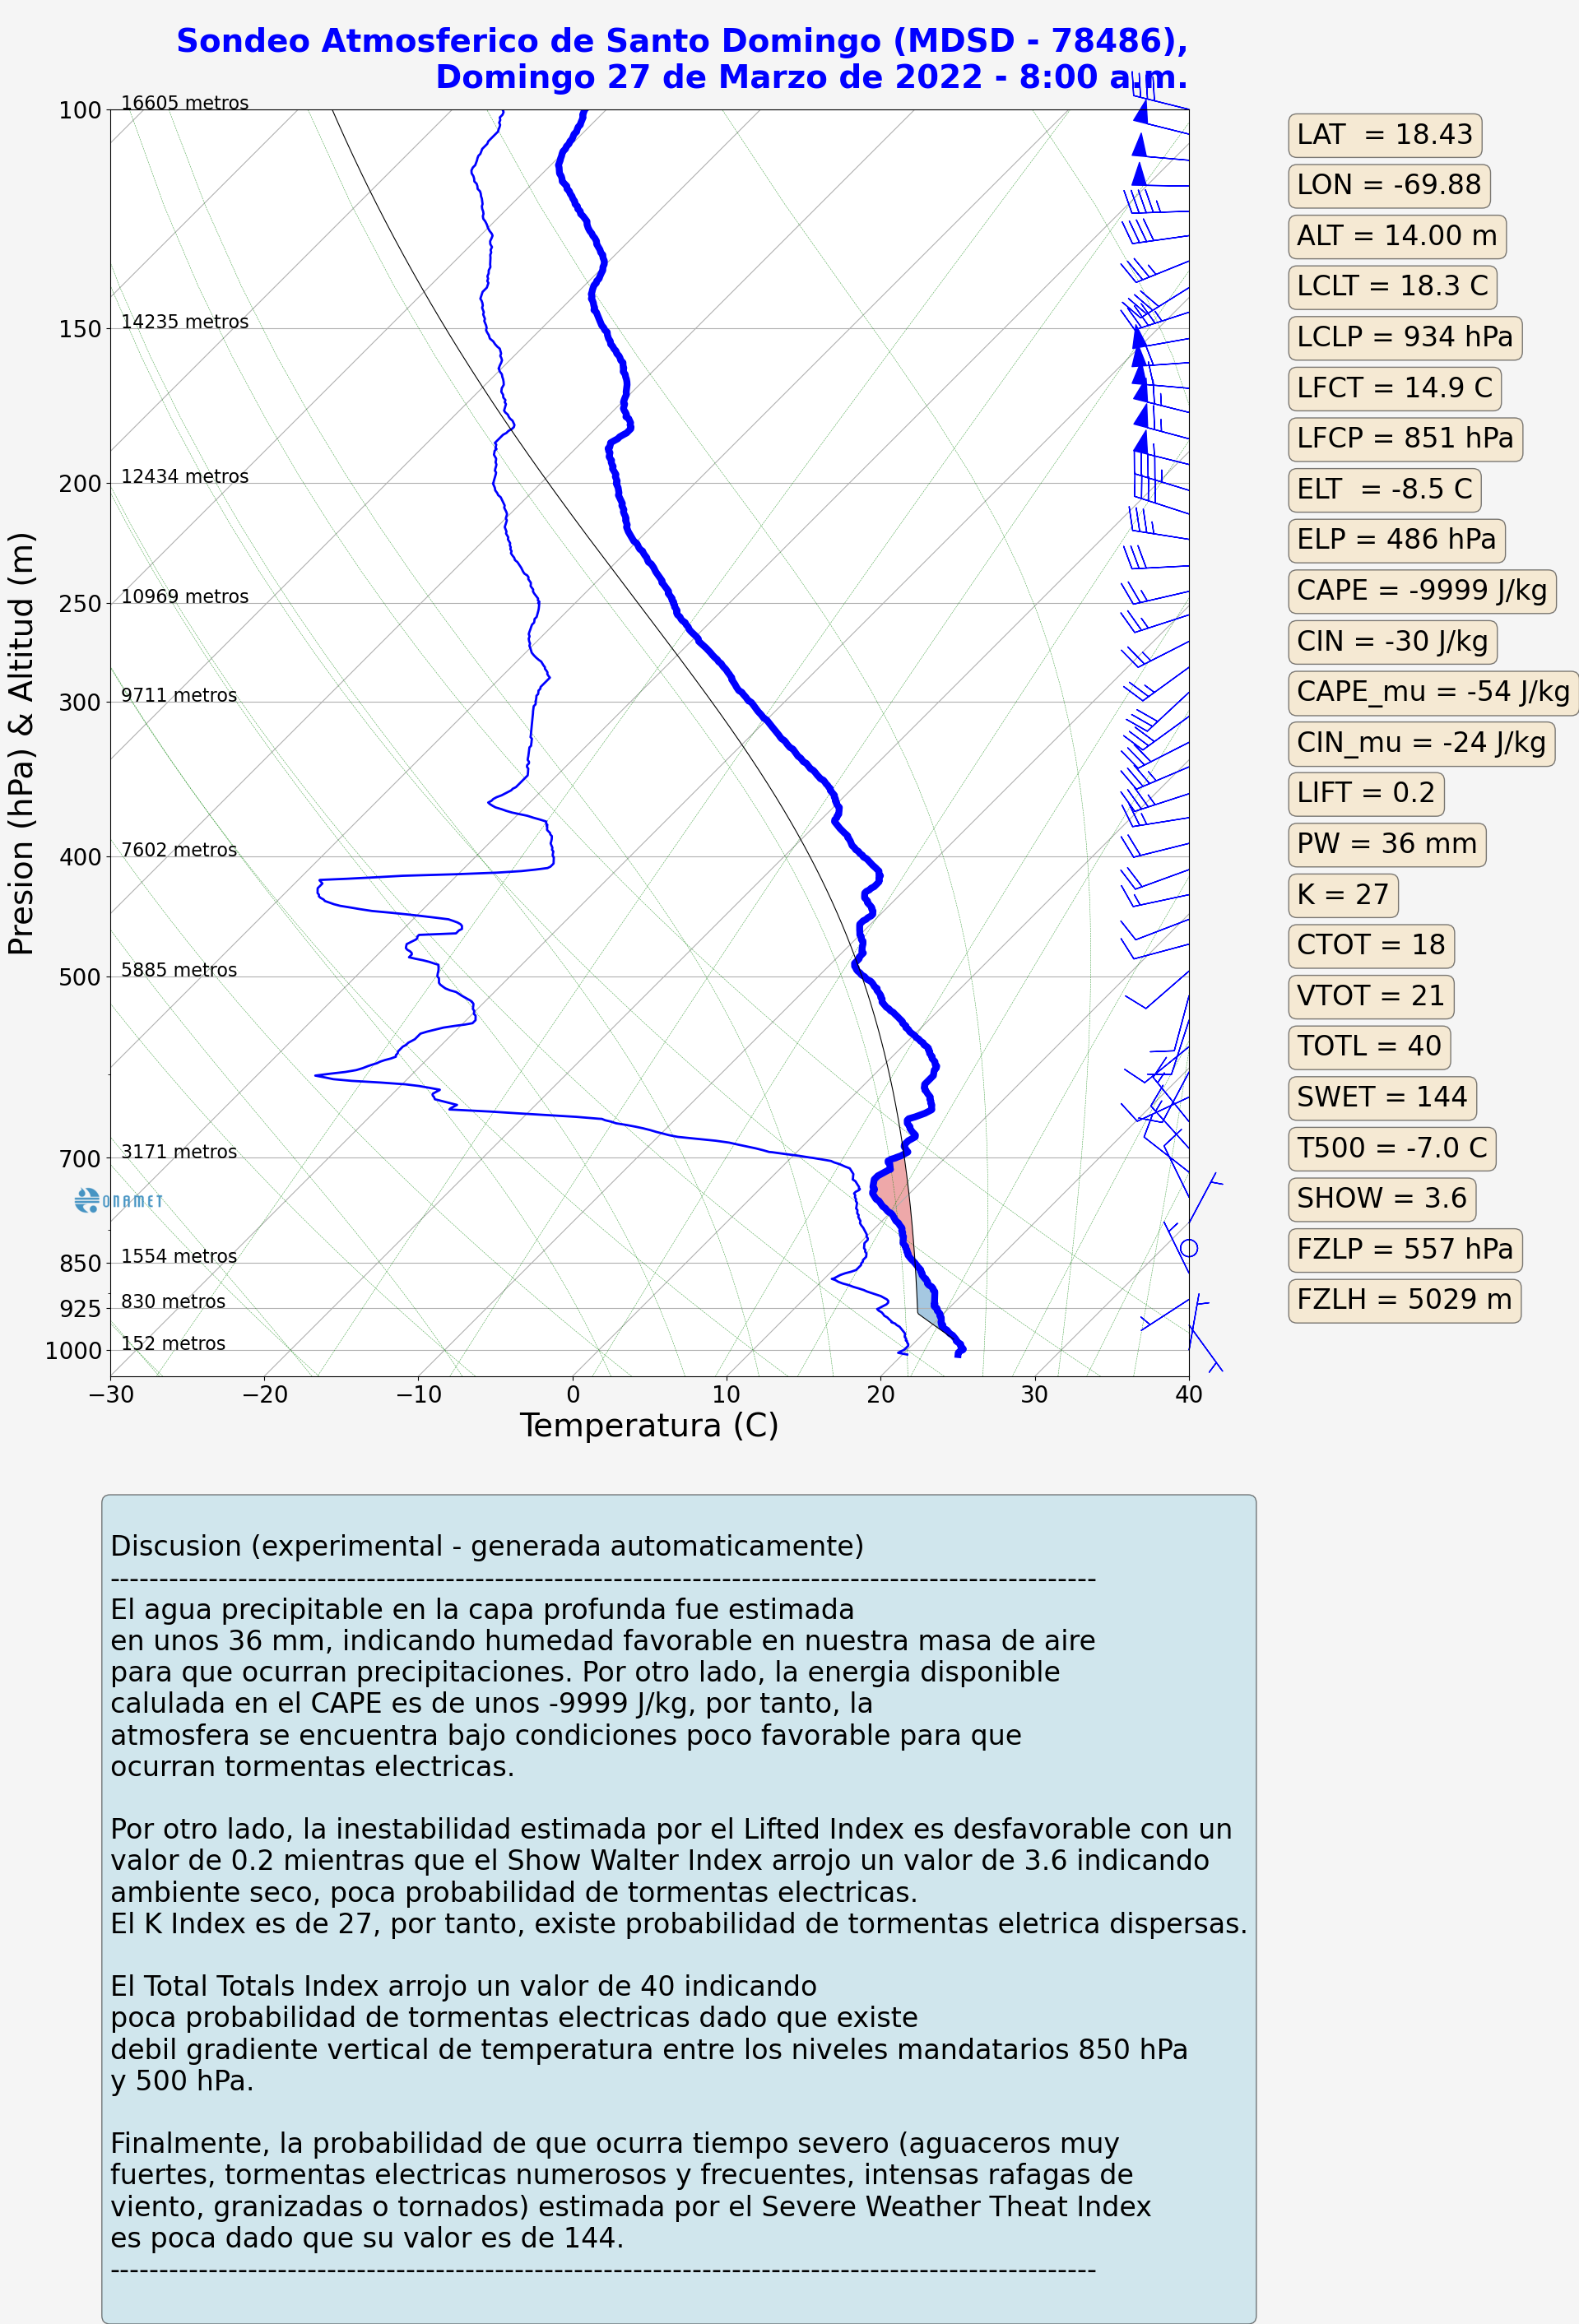 Sondeo Atmosferico de Santo Domingo (MDSD - 78486),
Domingo 27 de Marzo de 2022 - 8:00 a.m.
Presion (hPa) & Altitud (m)
100
16605 metros
150
14235 metros
200
12434 metros
250
10969 metros
300
9711 metros
400
7602 metros
500
5885 metros
700
3171 metros
ONAMET
850
1554 metros
925
830 metros
1000
152 metros
−30 −20 −10 0 10 20 30 40
Temperatura (C)
LAT = 18.43
LON = -69.88
ALT = 14.00 m
LCLT = 18.3 C
LCLP = 934 hPa
LFCT = 14.9 C
LFCP = 851 hPa
ELT = -8.5 C
ELP = 486 hPa
CAPE = -9999 J/kg
CIN = -30 J/kg
CAPE_mu = -54 J/kg
CIN_mu = -24 J/kg
LIFT = 0.2
PW = 36 mm
K = 27
CTOT = 18
VTOT = 21
TOTL = 40
SWET = 144
T500 = -7.0 C
SHOW = 3.6
FZLP = 557 hPa
FZLH = 5029 m
Discusion (experimental - generada automaticamente)
----------------------------------------------------------------------------------------------------
El agua precipitable en la capa profunda fue estimada
en unos 36 mm, indicando humedad favorable en nuestra masa de aire
para que ocurran precipitaciones. Por otro lado, la energia disponible
calulada en el CAPE es de unos -9999 J/kg, por tanto, la
atmosfera se encuentra bajo condiciones poco favorable para que
ocurran tormentas electricas.
Por otro lado, la inestabilidad estimada por el Lifted Index es desfavorable con un
valor de 0.2 mientras que el Show Walter Index arrojo un valor de 3.6 indicando
ambiente seco, poca probabilidad de tormentas electricas.
El K Index es de 27, por tanto, existe probabilidad de tormentas eletrica dispersas.
El Total Totals Index arrojo un valor de 40 indicando
poca probabilidad de tormentas electricas dado que existe
debil gradiente vertical de temperatura entre los niveles mandatarios 850 hPa
y 500 hPa.
Finalmente, la probabilidad de que ocurra tiempo severo (aguaceros muy
fuertes, tormentas electricas numerosos y frecuentes, intensas rafagas de
viento, granizadas o tornados) estimada por el Severe Weather Theat Index
es poca dado que su valor es de 144.
----------------------------------------------------------------------------------------------------